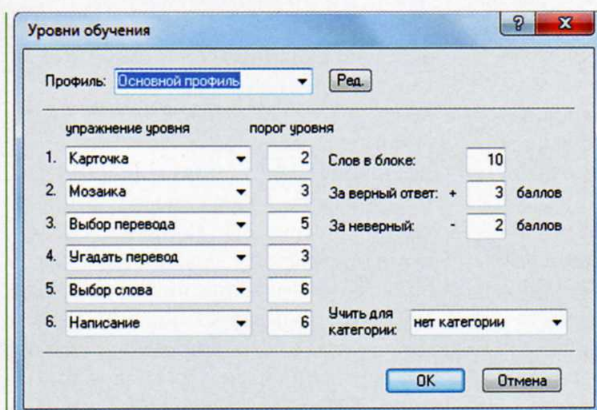 Уровни обучения
Профиль: Основной профиль Ред.
упражнение уровня порог уровня
1. Карточка 2 Слов в блоке: 10
2. Мозаика 3 За верный ответ: + 3 баллов
3. Выбор перевода 5 За неверный: - 2 баллов
4. Угадать перевод 3
5. Выбор слова 6
6. Написание 6 Учить для категории: нет категории
OK Отмена